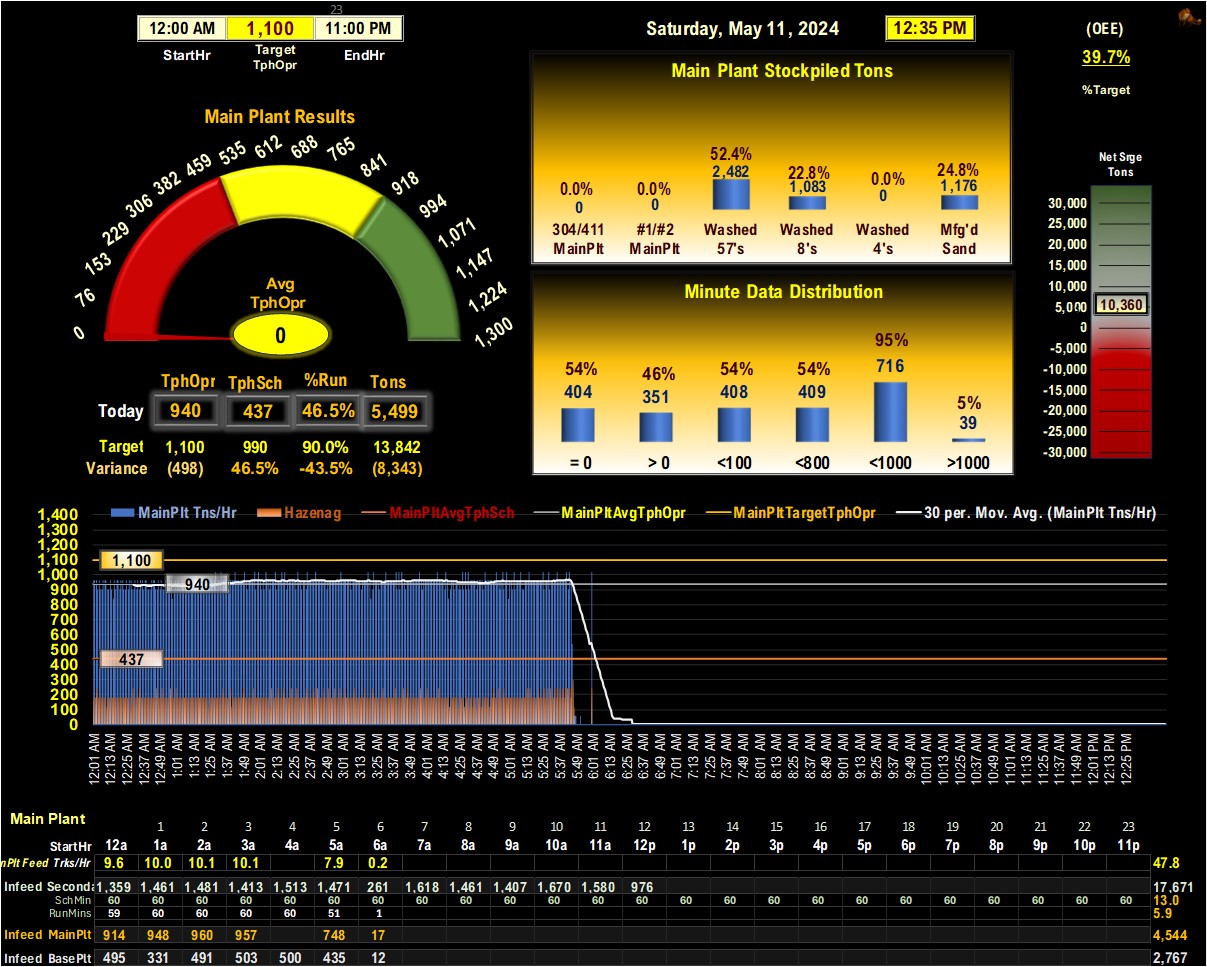 23
12:00 AM 1,100 11:00 PM
StartHr Target TphOpr EndHr
Saturday, May 11, 2024 12:35 PM
(OEE)
39.7%
%Target
Main Plant Results
0 76 153 229 306 382 459 535 612 688 765 841 918 994 1,071 1,147 1,224 1,300
Avg
TphOpr
0
TphOpr TphSch %Run Tons
Today 940 437 46.5% 5,499
Target 1,100 990 90.0% 13,842
Variance (498) 46.5% -43.5% (8,343)
Main Plant Stockpiled Tons
0.0% 0.0% 52.4% 22.8% 0.0% 24.8%
0 0 2,482 1,083 0 1,176
304/411 #1/#2 Washed Washed Washed Mfg'd
MainPlt MainPlt 57's 8's 4's Sand
Minute Data Distribution
54% 46% 54% 54% 95% 5%
404 351 408 409 716 39
= 0 > 0 <100 <800 <1000 >1000
Net Srge
Tons
30,000
25,000
20,000
15,000
10,000
5,000
0
-5,000
-10,000
-15,000
-20,000
-25,000
-30,000
10,360
MainPlt Tns/Hr Hazenag MainPltAvgTphSch MainPltAvgTphOpr MainPltTargetTphOpr 30 per. Mov. Avg. (MainPlt Tns/Hr)
1,400
1,300
1,200
1,100
1,000
900
800
700
600
500
400
300
200
100
0
1,100
940
437
12:01 AM 12:13 AM 12:25 AM 12:37 AM 12:49 AM 1:01 AM 1:13 AM 1:25 AM 1:37 AM 1:49 AM 2:01 AM 2:13 AM 2:25 AM 2:37 AM 2:49 AM 3:01 AM 3:13 AM 3:25 AM 3:37 AM 3:49 AM 4:01 AM 4:13 AM 4:25 AM 4:37 AM 4:49 AM 5:01 AM 5:13 AM 5:25 AM 5:37 AM 5:49 AM 6:01 AM 6:13 AM 6:25 AM 6:37 AM 6:49 AM 7:01 AM 7:13 AM 7:25 AM 7:37 AM 7:49 AM 8:01 AM 8:13 AM 8:25 AM 8:37 AM 8:49 AM 9:01 AM 9:13 AM 9:25 AM 9:37 AM 9:49 AM 10:01 AM 10:13 AM 10:25 AM 10:37 AM 10:49 AM 11:01 AM 11:13 AM 11:25 AM 11:37 AM 11:49 AM 12:01 PM 12:13 PM 12:25 PM
Main Plant
1 2 3 4 5 6 7 8 9 10 11 12 13 14 15 16 17 18 19 20 21 22 23
StartHr 12a 1a 2a 3a 4a 5a 6a 7a 8a 9a 10a 11a 12p 1p 2p 3p 4p 5p 6p 7p 8p 9p 10p 11p
nPlt Feed Trks/Hr 9.6 10.0 10.1 10.1 7.9 0.2 47.8
Infeed Seconda 1,359 1,461 1,481 1,413 1,513 1,471 261 1,618 1,461 1,407 1,670 1,580 976 17,671
SchMin 60 60 60 60 60 60 60 60 60 60 60 60 60 60 60 60 60 60 60 60 60 60 60 60 13.0
RunMins 59 60 60 60 60 51 1 5.9
Infeed MainPlt 914 948 960 957 748 17 4,544
Infeed BasePlt 495 331 491 503 500 435 12 2,767